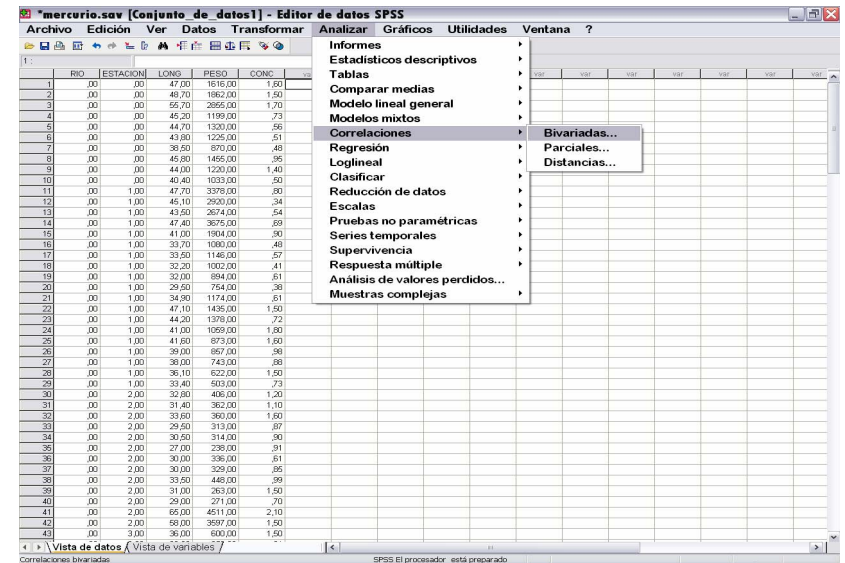 *mercurio.sav [Conjunto_de_datos1] - Editor de datos SPSS
Archivo Edición Ver Datos Transformar Analizar Gráficos Utilidades Ventana ?
1 :
RIO ESTACION LONG PESO CONC var var var var var var
Informes
Estadísticos descriptivos
Tablas
Comparar medias
Modelo lineal general
Modelos mixtos
Correlaciones
Regresión
Loglineal
Clasificar
Reducción de datos
Escalas
Pruebas no paramétricas
Series temporales
Supervivencia
Respuesta múltiple
Análisis de valores perdidos...
Muestras complejas
Bivariadas...
Parciales...
Distancias...
1 ,00 ,00 47,00 1616,00 1,60
2 ,00 ,00 48,70 1862,00 1,50
3 ,00 ,00 55,70 2855,00 1,70
4 ,00 ,00 45,20 1199,00 ,73
5 ,00 ,00 44,70 1320,00 ,56
6 ,00 ,00 43,80 1225,00 ,51
7 ,00 ,00 38,50 870,00 ,48
8 ,00 ,00 45,80 1455,00 ,95
9 ,00 ,00 44,00 1220,00 1,40
10 ,00 ,00 40,40 1033,00 ,50
11 ,00 1,00 47,70 3378,00 ,80
12 ,00 1,00 45,10 2920,00 ,34
13 ,00 1,00 43,50 2674,00 ,54
14 ,00 1,00 47,40 3675,00 ,69
15 ,00 1,00 41,00 1904,00 ,90
16 ,00 1,00 33,70 1080,00 ,48
17 ,00 1,00 33,50 1146,00 ,57
18 ,00 1,00 32,20 1002,00 ,41
19 ,00 1,00 32,00 894,00 ,61
20 ,00 1,00 29,50 754,00 ,38
21 ,00 1,00 34,90 1174,00 ,61
22 ,00 1,00 47,10 1435,00 1,50
23 ,00 1,00 44,20 1378,00 ,72
24 ,00 1,00 41,00 1059,00 1,80
25 ,00 1,00 41,60 873,00 1,60
26 ,00 1,00 39,00 857,00 ,98
27 ,00 1,00 38,00 743,00 ,88
28 ,00 1,00 36,10 622,00 1,50
29 ,00 1,00 33,40 503,00 ,73
30 ,00 2,00 32,80 406,00 1,20
31 ,00 2,00 31,40 362,00 1,10
32 ,00 2,00 33,60 360,00 1,60
33 ,00 2,00 29,50 313,00 ,87
34 ,00 2,00 30,50 314,00 ,90
35 ,00 2,00 27,00 238,00 ,91
36 ,00 2,00 30,00 336,00 ,61
37 ,00 2,00 30,00 329,00 ,85
38 ,00 2,00 33,50 448,00 ,99
39 ,00 2,00 31,00 263,00 1,50
40 ,00 2,00 29,00 271,00 ,70
41 ,00 2,00 65,00 4511,00 2,10
42 ,00 2,00 58,00 3597,00 1,50
43 ,00 3,00 36,00 600,00 1,50
Vista de datos Vista de variables
Correlaciones bivariadas SPSS El procesador está preparado